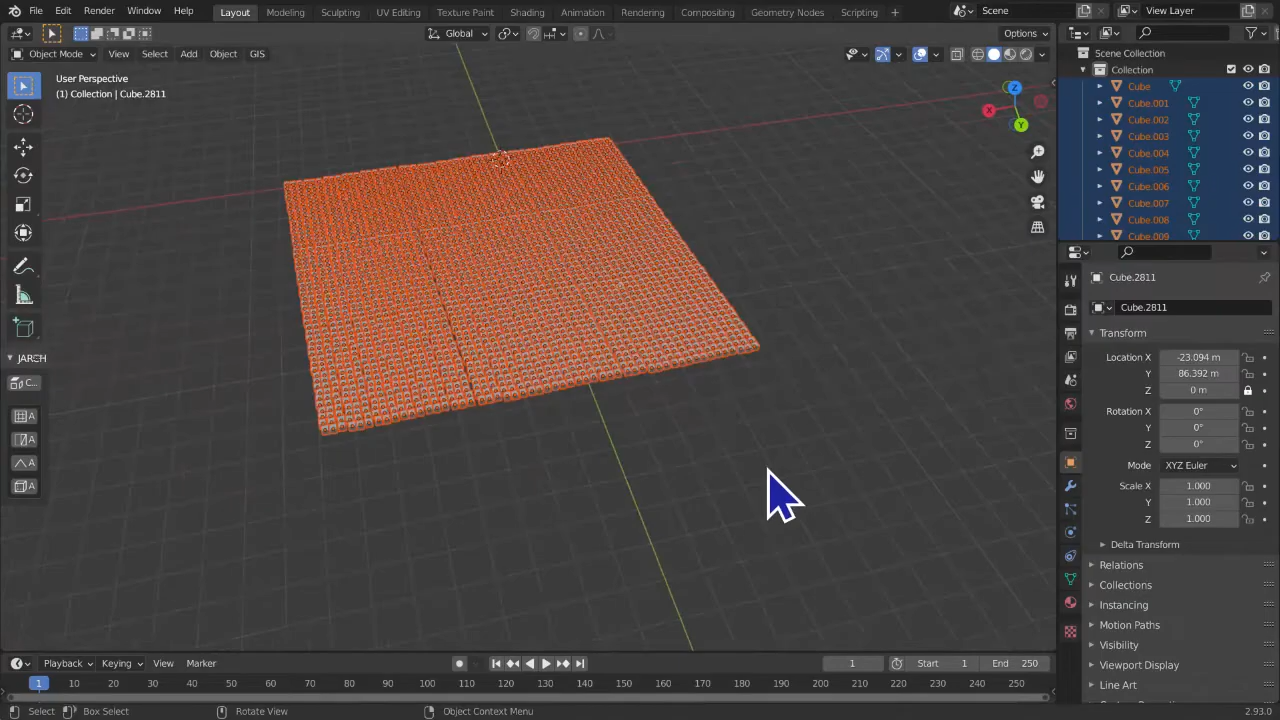 File Edit Render Window Help Layout Modeling Sculpting UV Editing Texture Paint Shading Animation Rendering Compositing Geometry Nodes Scripting + Scene View Layer
Global Options
Object Mode View Select Add Object GIS
User Perspective
(1) Collection | Cube.2811
Z
X
Y
JARCH
C...
A
A
A
A
Scene Collection
Collection
Cube
Cube.001
Cube.002
Cube.003
Cube.004
Cube.005
Cube.006
Cube.007
Cube.008
Cube.009
Cube.2811
Cube.2811
Transform
Location X -23.094 m
Y 86.392 m
Z 0 m
Rotation X 0°
Y 0°
Z 0°
Mode XYZ Euler
Scale X 1.000
Y 1.000
Z 1.000
Delta Transform
Relations
Collections
Instancing
Motion Paths
Visibility
Viewport Display
Line Art
Playback Keying View Marker 1 Start 1 End 250
1 10 20 30 40 50 60 70 80 90 100 110 120 130 140 150 160 170 180 190 200 210 220 230 240 250
Select Box Select Rotate View Object Context Menu 2.93.0